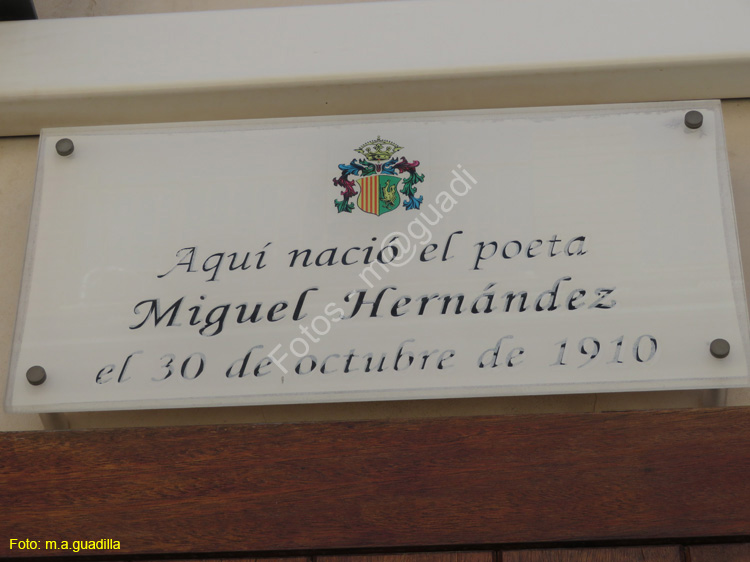 Aquí nació el poeta
Miguel Hernández
el 30 de octubre de 1910
Fotos - m@guadi
Foto: m.a.guadilla